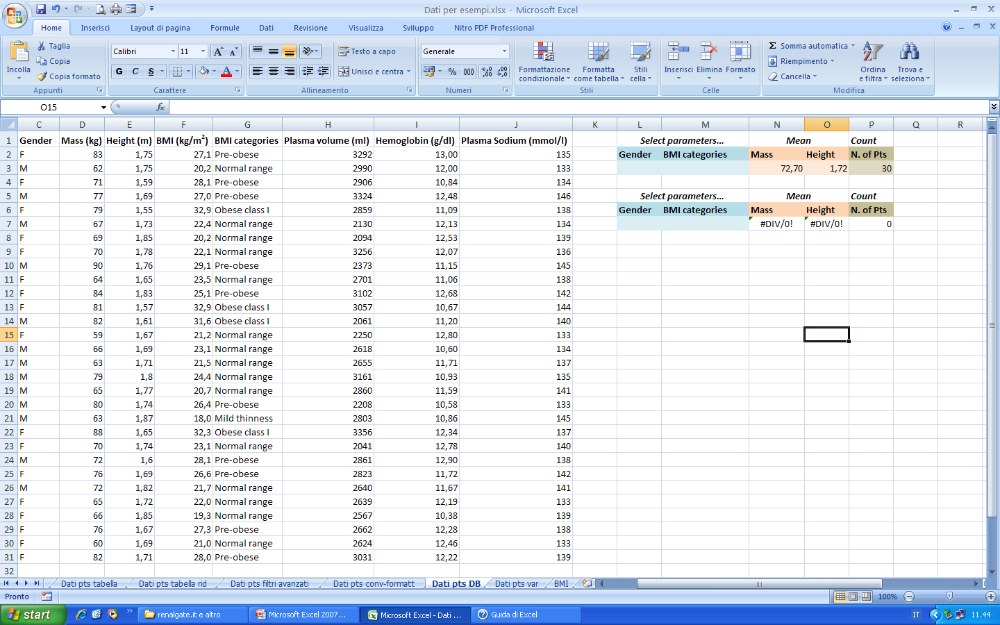 Dati per esempi.xlsx - Microsoft Excel
Home Inserisci Layout di pagina Formule Dati Revisione Visualizza Sviluppo Nitro PDF Professional
Incolla Taglia Copia Copia formato Appunti
Calibri 11 G C S Carattere
Testo a capo Unisci e centra Allineamento
Generale % 000 ,00 ,00 Numeri
Formattazione condizionale Formatta come tabella Stili cella Stili
Inserisci Elimina Formato Celle
Σ Somma automatica Riempimento Cancella Ordina e filtra Trova e seleziona Modifica
O15 fx
C D E F G H I J K L M N O P Q R
1 Gender Mass (kg) Height (m) BMI (kg/m²) BMI categories Plasma volume (ml) Hemoglobin (g/dl) Plasma Sodium (mmol/l) Select parameters... Mean Count
2 F 83 1,75 27,1 Pre-obese 3292 13,00 135 Gender BMI categories Mass Height N. of Pts
3 M 62 1,75 20,2 Normal range 2990 12,00 133 72,70 1,72 30
4 F 71 1,59 28,1 Pre-obese 2906 10,84 134
5 M 77 1,69 27,0 Pre-obese 3324 12,48 146 Select parameters... Mean Count
6 F 79 1,55 32,9 Obese class I 2859 11,09 138 Gender BMI categories Mass Height N. of Pts
7 M 67 1,73 22,4 Normal range 2130 12,13 134 #DIV/0! #DIV/0! 0
8 F 69 1,85 20,2 Normal range 2094 12,53 139
9 F 70 1,78 22,1 Normal range 3256 12,07 136
10 M 90 1,76 29,1 Pre-obese 2373 11,15 145
11 F 64 1,65 23,5 Normal range 2701 11,06 138
12 F 84 1,83 25,1 Pre-obese 3102 12,68 142
13 F 81 1,57 32,9 Obese class I 3057 10,67 144
14 M 82 1,61 31,6 Obese class I 2061 11,20 140
15 F 59 1,67 21,2 Normal range 2250 12,80 133
16 M 66 1,69 23,1 Normal range 2618 10,60 134
17 M 63 1,71 21,5 Normal range 2655 11,71 137
18 M 79 1,8 24,4 Normal range 3161 10,93 135
19 M 65 1,77 20,7 Normal range 2860 11,59 141
20 M 80 1,74 26,4 Pre-obese 2208 10,58 133
21 M 63 1,87 18,0 Mild thinness 2803 10,86 145
22 F 88 1,65 32,3 Obese class I 3356 12,34 137
23 F 70 1,74 23,1 Normal range 2041 12,78 140
24 M 72 1,6 28,1 Pre-obese 2861 12,90 138
25 F 76 1,69 26,6 Pre-obese 2823 11,72 142
26 M 72 1,82 21,7 Normal range 2640 11,67 141
27 F 65 1,72 22,0 Normal range 2639 12,19 133
28 F 66 1,85 19,3 Normal range 2567 10,38 139
29 F 76 1,67 27,3 Pre-obese 2662 12,28 138
30 F 60 1,69 21,0 Normal range 2624 12,46 133
31 F 82 1,71 28,0 Pre-obese 3031 12,22 139
32
Dati pts tabella Dati pts tabella rid Dati pts filtri avanzati Dati pts conv-formatt Dati pts DB Dati pts var BMI
Pronto 100%
start renalgate.it e altro Microsoft Excel 2007... Microsoft Excel - Dati ... Guida di Excel IT 11.44